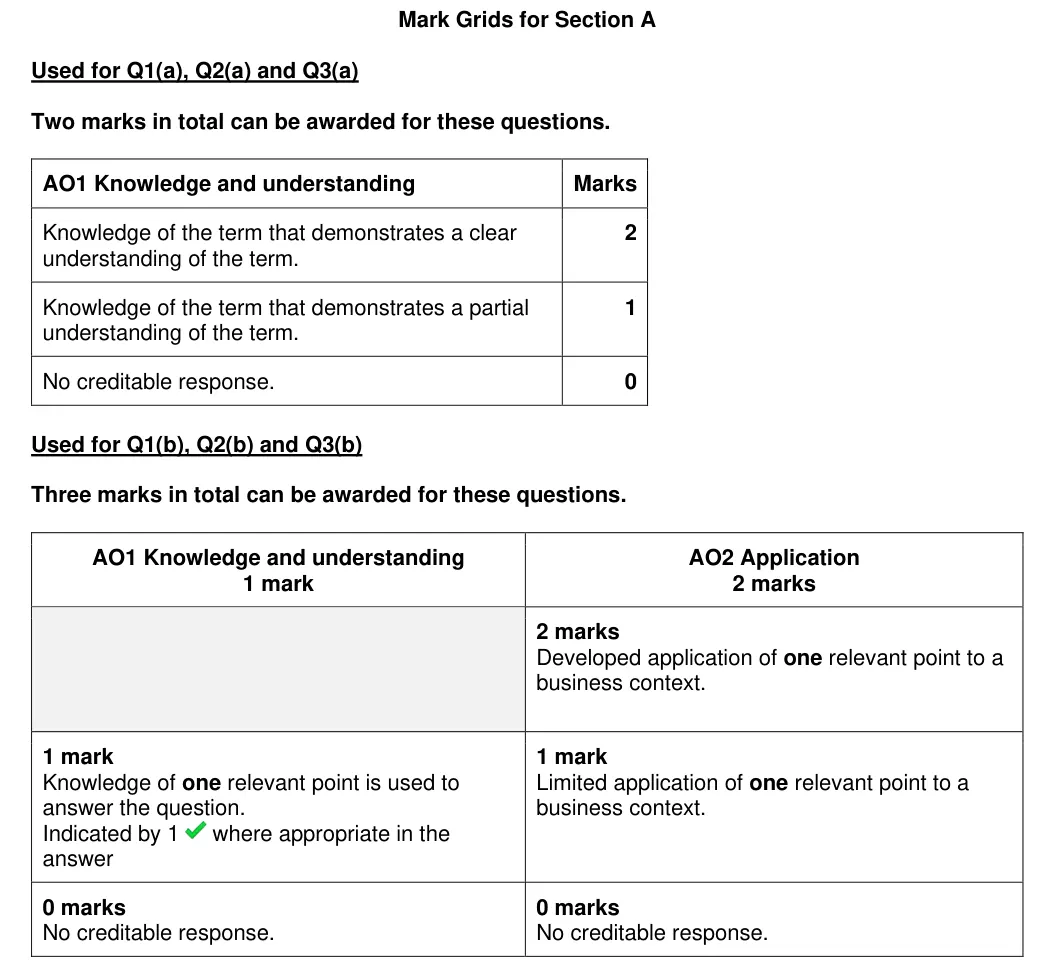 Mark Grids for Section A
Used for Q1(a), Q2(a) and Q3(a)
Two marks in total can be awarded for these questions.
AO1 Knowledge and understanding
Marks
Knowledge of the term that demonstrates a clear
understanding of the term.
2
Knowledge of the term that demonstrates a partial
understanding of the term.
1
No creditable response.
0
Used for Q1(b), Q2(b) and Q3(b)
Three marks in total can be awarded for these questions.
AO1 Knowledge and understanding
1 mark
AO2 Application
2 marks
2 marks
Developed application of one relevant point to a
business context.
1 mark
Knowledge of one relevant point is used to
answer the question.
Indicated by 1 ✔ where appropriate in the
answer
1 mark
Limited application of one relevant point to a
business context.
0 marks
No creditable response.
0 marks
No creditable response.